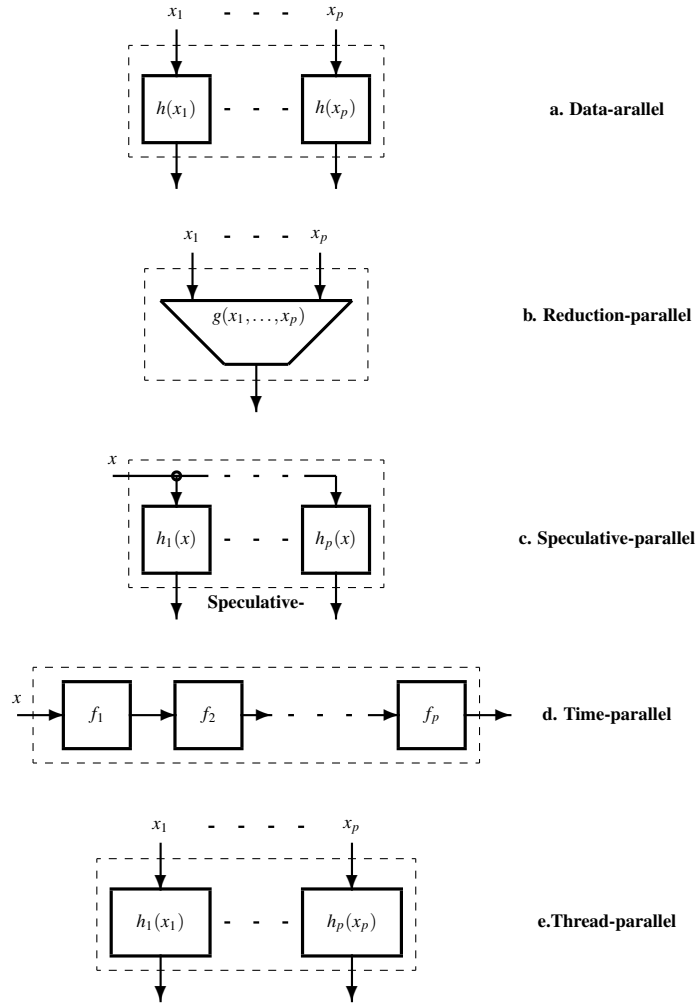 x₁ - - - xₚ
h(x₁) - - - h(xₚ) a. Data-arallel
x₁ - - - xₚ
g(x₁,...,xₚ) b. Reduction-parallel
x - - -
h₁(x) - - - hₚ(x) c. Speculative-parallel
Speculative-
x f₁ f₂ - - - fₚ d. Time-parallel
x₁ - - - - xₚ
h₁(x₁) - - - hₚ(xₚ) e.Thread-parallel